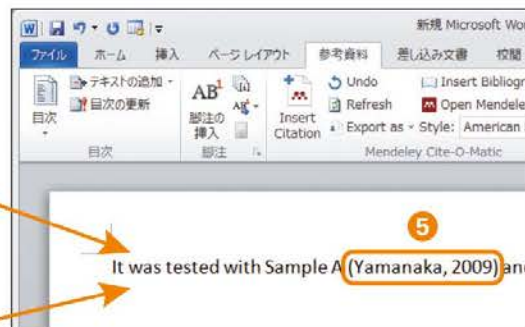 新規 Microsoft Wor
ファイル ホーム 挿入 ページ レイアウト 参考資料 差し込み文書 校閲
目次 テキストの追加 AB¹ Insert Citation Undo Insert Bibliogr
目次の更新 脚注の挿入 Refresh Open Mendele
Export as Style: American
目次 脚注 Mendeley Cite-O-Matic
5
It was tested with Sample A (Yamanaka, 2009) and